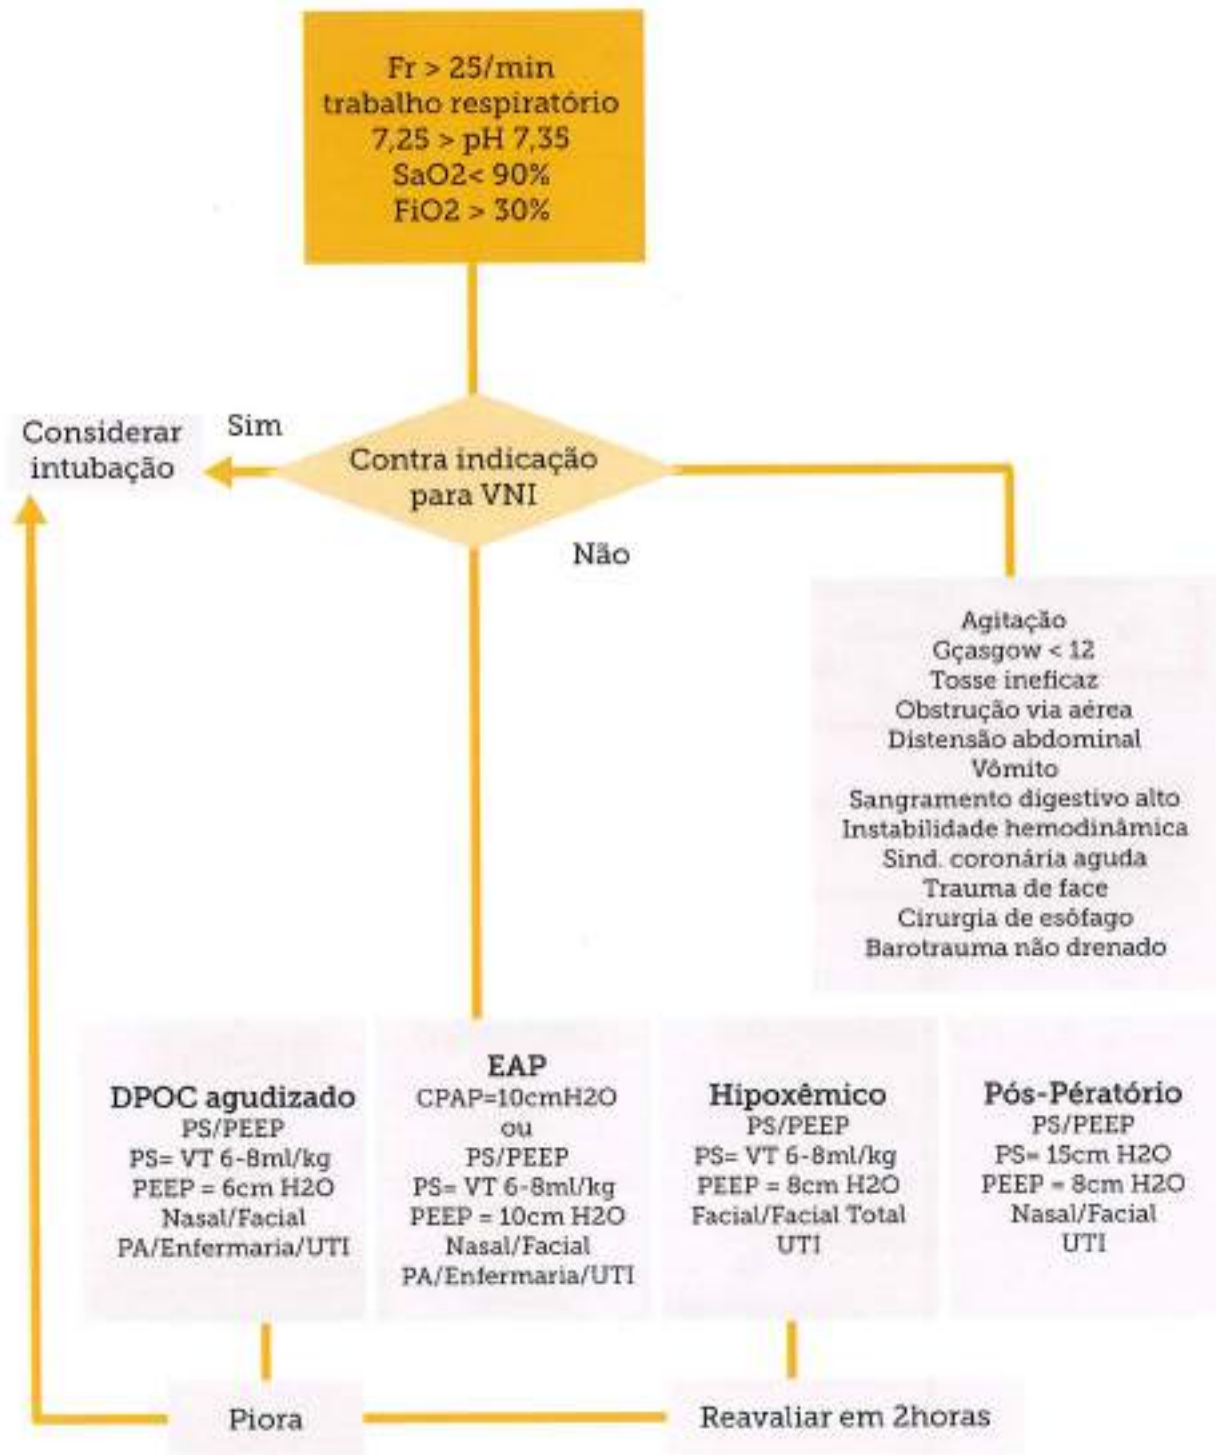 Fr > 25/min
trabalho respiratório
7,25 > pH 7,35
SaO2< 90%
FiO2 > 30%
Considerar
intubação
Sim
Contra indicação
para VNI
Não
Agitação
Gçasgow < 12
Tosse ineficaz
Obstrução via aérea
Distensão abdominal
Vômito
Sangramento digestivo alto
Instabilidade hemodinâmica
Sind. coronária aguda
Trauma de face
Cirurgia de esôfago
Barotrauma não drenado
DPOC agudizado
PS/PEEP
PS= VT 6-8ml/kg
PEEP = 6cm H2O
Nasal/Facial
PA/Enfermaria/UTI
EAP
CPAP=10cmH2O
ou
PS/PEEP
PS= VT 6-8ml/kg
PEEP = 10cm H2O
Nasal/Facial
PA/Enfermaria/UTI
Hipoxêmico
PS/PEEP
PS= VT 6-8ml/kg
PEEP = 8cm H2O
Facial/Facial Total
UTI
Pós-Pératório
PS/PEEP
PS= 15cm H2O
PEEP = 8cm H2O
Nasal/Facial
UTI
Piora
Reavaliar em 2horas